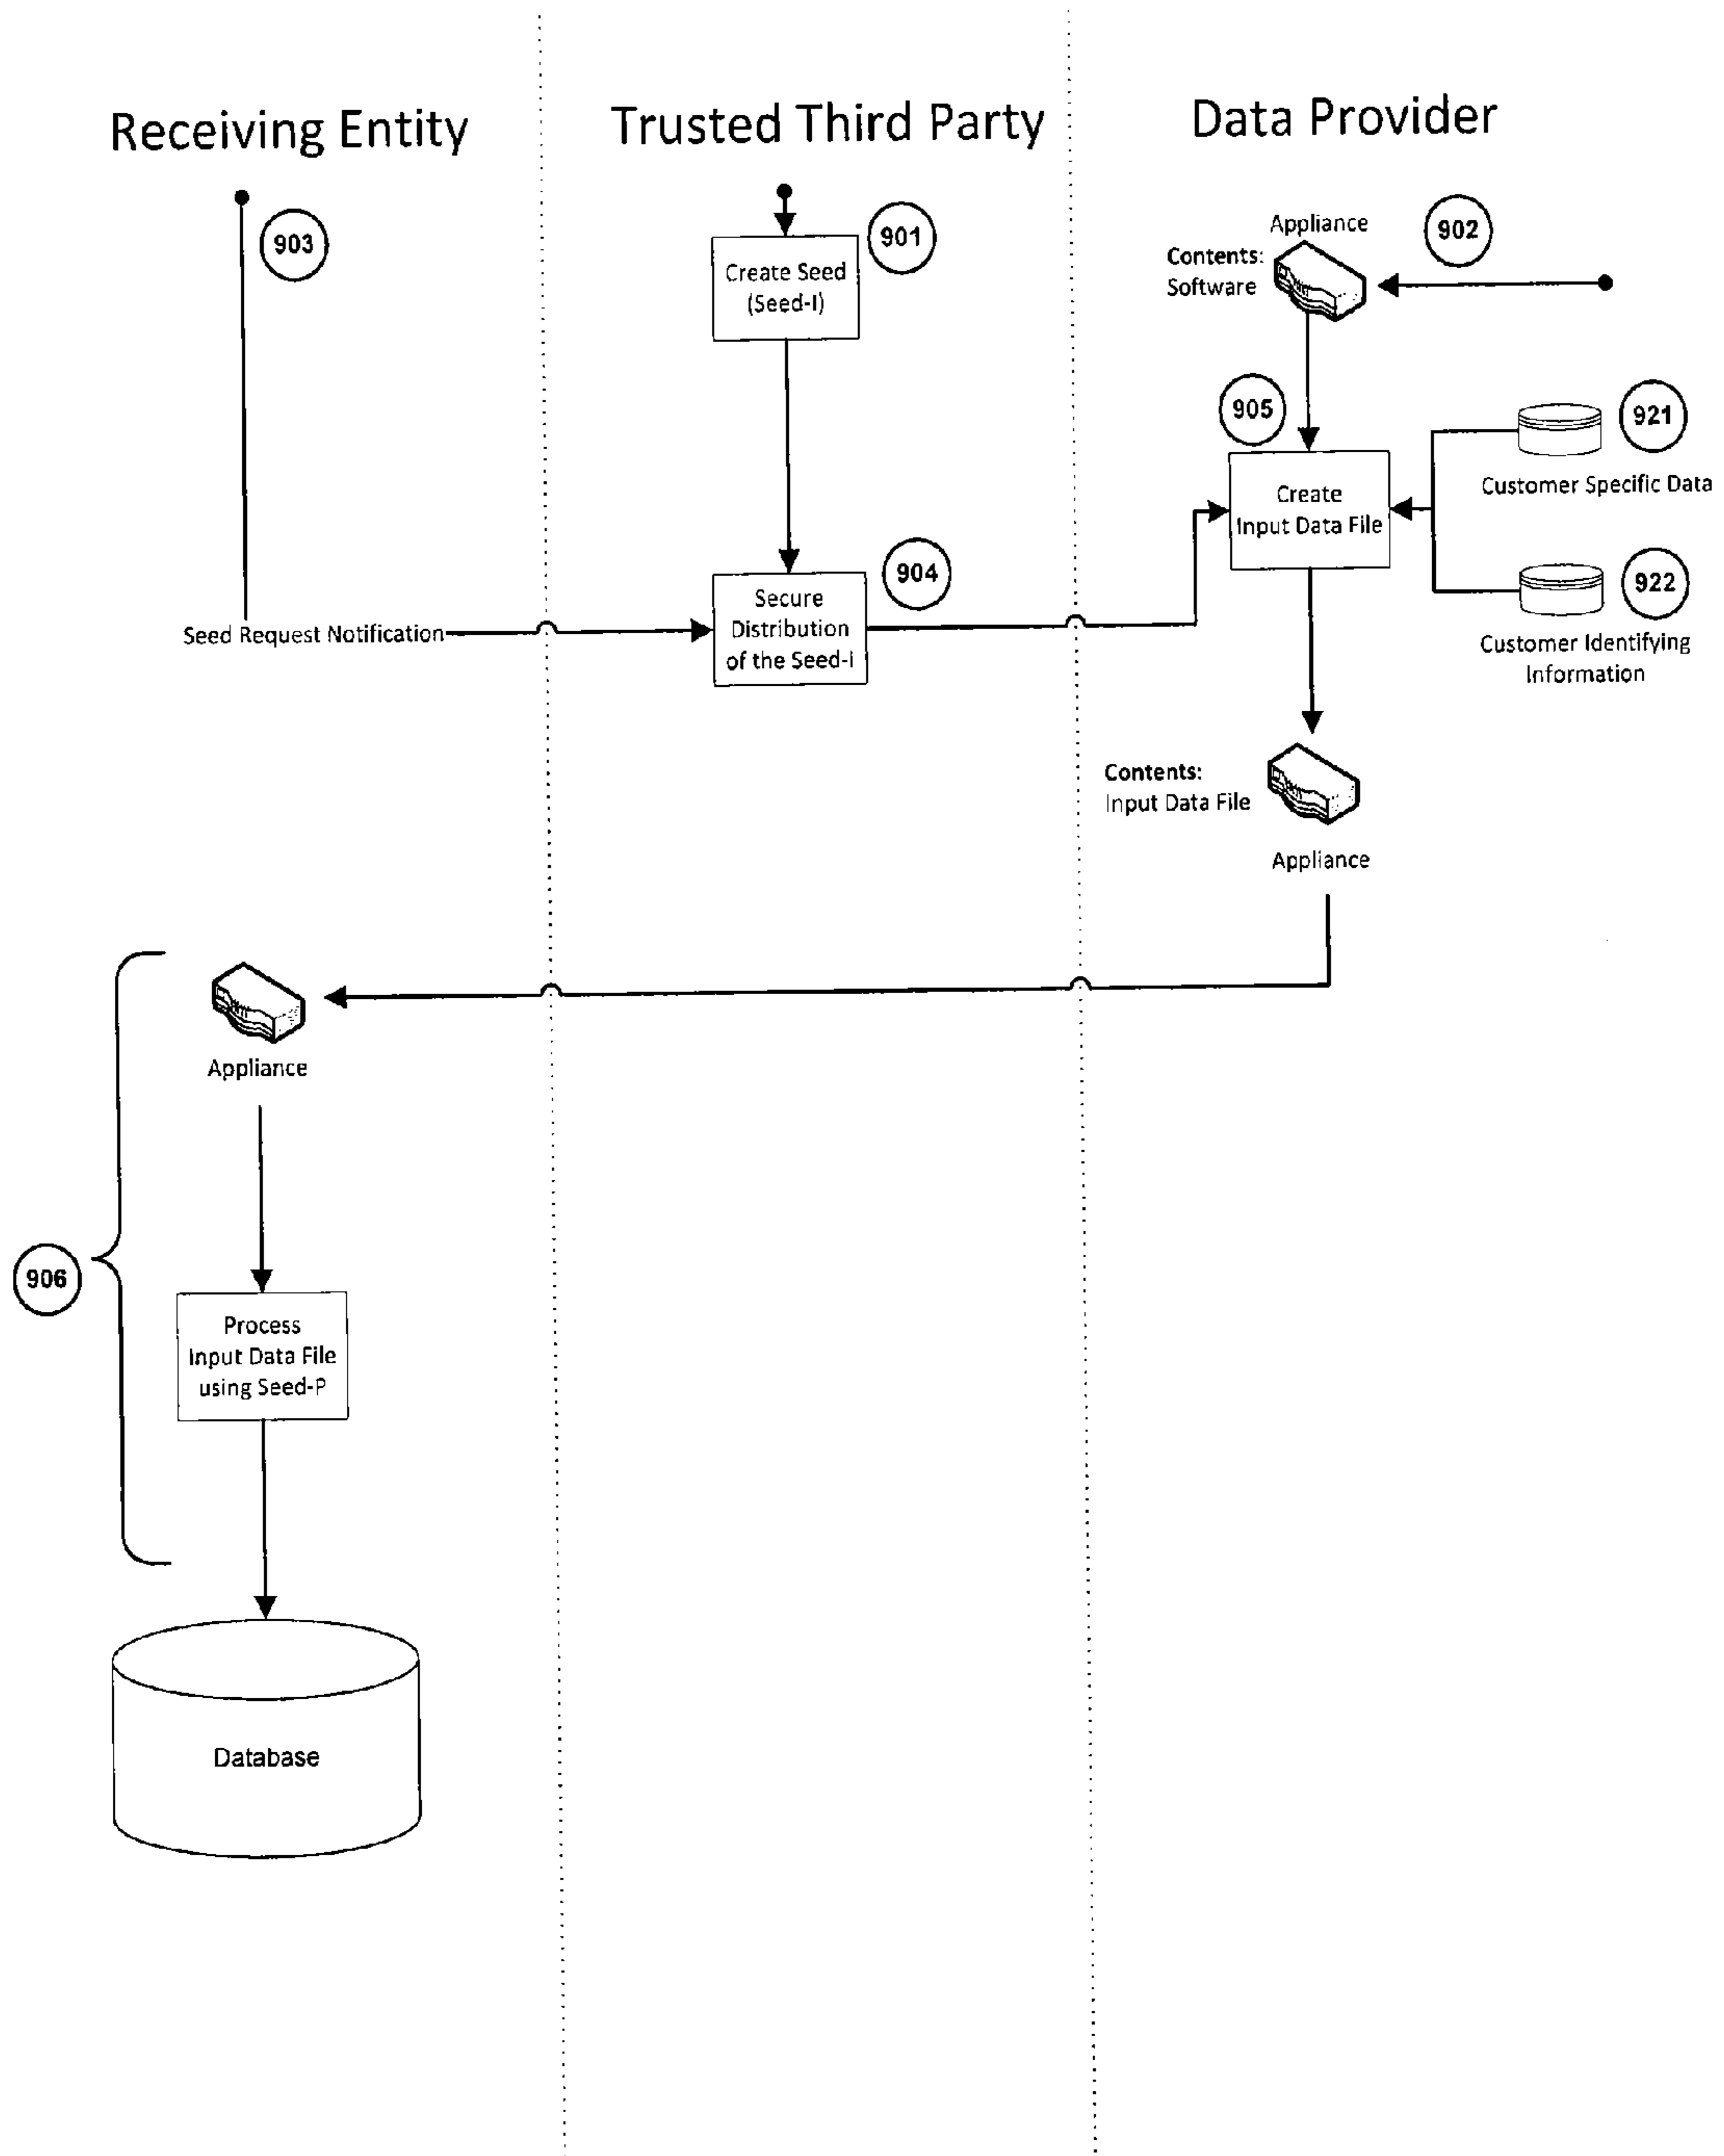 Receiving Entity
Trusted Third Party
Data Provider
903
901
Create Seed
(Seed-I)
Appliance
902
Contents:
Software
905
921
Customer Specific Data
Create
Input Data File
904
Secure
Distribution
of the Seed-I
Seed Request Notification
922
Customer Identifying
Information
Contents:
Input Data File
Appliance
Appliance
906
Process
Input Data File
using Seed-P
Database